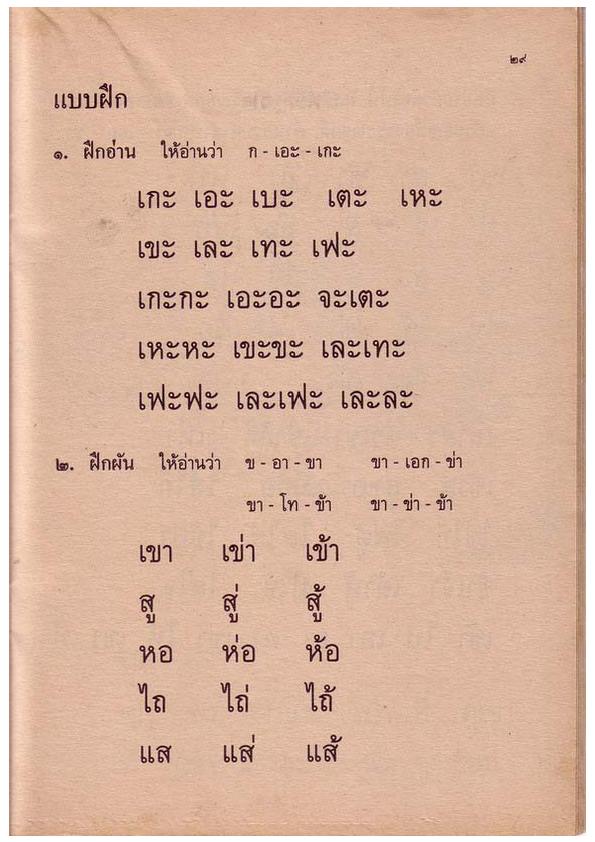 ๒๙
แบบฝึก
๑. ฝึกอ่าน ให้อ่านว่า ก - เอะ - เกะ
เกะ เอะ เบะ เตะ เหะ
เขะ เละ เทะ เฟะ
เกะกะ เอะอะ จะเตะ
เหะหะ เขะขะ เละเทะ
เฟะฟะ เละเฟะ เละละ
๒. ฝึกผัน ให้อ่านว่า ข - อา - ขา ขา - เอก - ข่า
ขา - โท - ข้า ขา - ข่า - ข้า
เขา เข่า เข้า
สู สู่ สู้
หอ ห่อ ห้อ
ไถ ไถ่ ไถ้
แส แส่ แส้